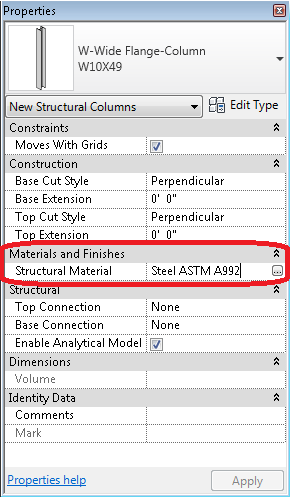 Properties
W-Wide Flange-Column
W10X49
New Structural Columns Edit Type
Constraints
Moves With Grids
Construction
Base Cut Style Perpendicular
Base Extension 0' 0"
Top Cut Style Perpendicular
Top Extension 0' 0"
Materials and Finishes
Structural Material Steel ASTM A992
Structural
Top Connection None
Base Connection None
Enable Analytical Model
Dimensions
Volume
Identity Data
Comments
Mark
Properties help Apply